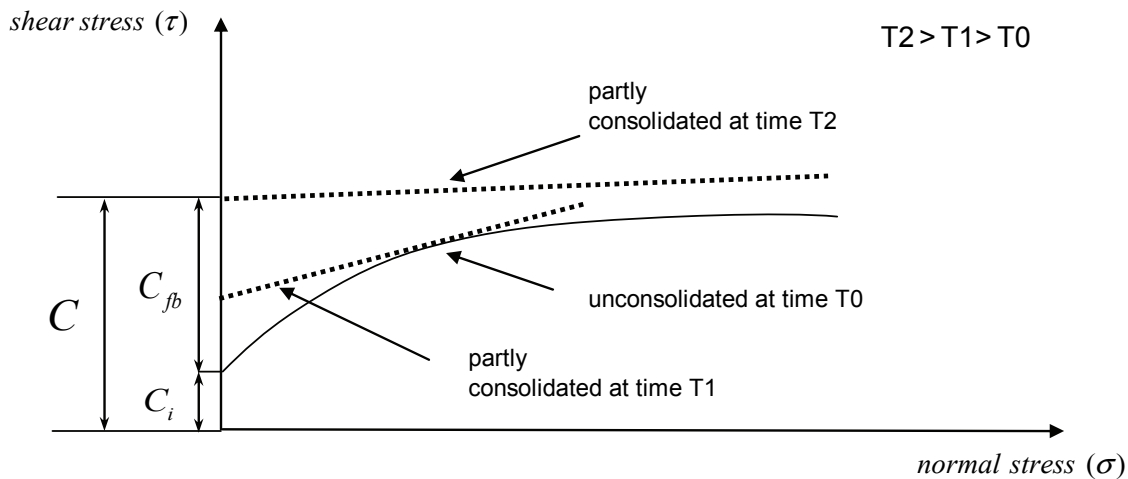 shear stress (τ)
T2 > T1 > T0
partly
consolidated at time T2
C
C_fb
C_i
unconsolidated at time T0
partly
consolidated at time T1
normal stress (σ)